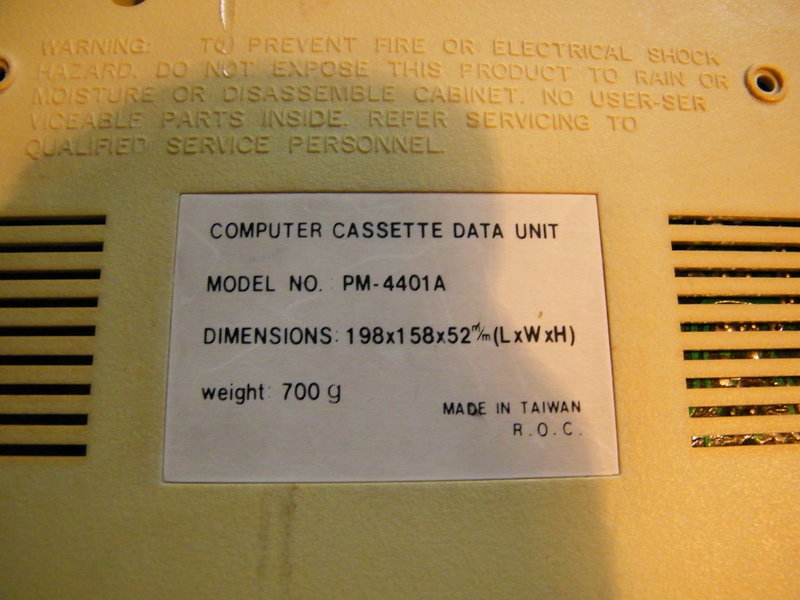 WARNING: TO PREVENT FIRE OR ELECTRICAL SHOCK
HAZARD. DO NOT EXPOSE THIS PRODUCT TO RAIN OR
MOISTURE OR DISASSEMBLE CABINET. NO USER-SER
VICEABLE PARTS INSIDE. REFER SERVICING TO
QUALIFIED SERVICE PERSONNEL.
COMPUTER CASSETTE DATA UNIT
MODEL NO. : PM-4401A
DIMENSIONS: 198x158x52m/m(LxWxH)
weight: 700g
MADE IN TAIWAN
R.O.C.